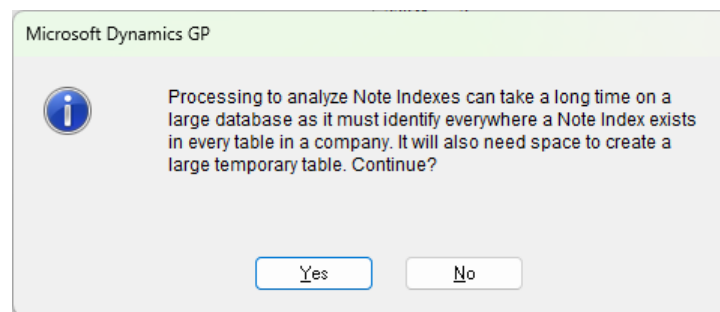 Microsoft Dynamics GP
Processing to analyze Note Indexes can take a long time on a
large database as it must identify everywhere a Note Index exists
in every table in a company. It will also need space to create a
large temporary table. Continue?
Yes
No